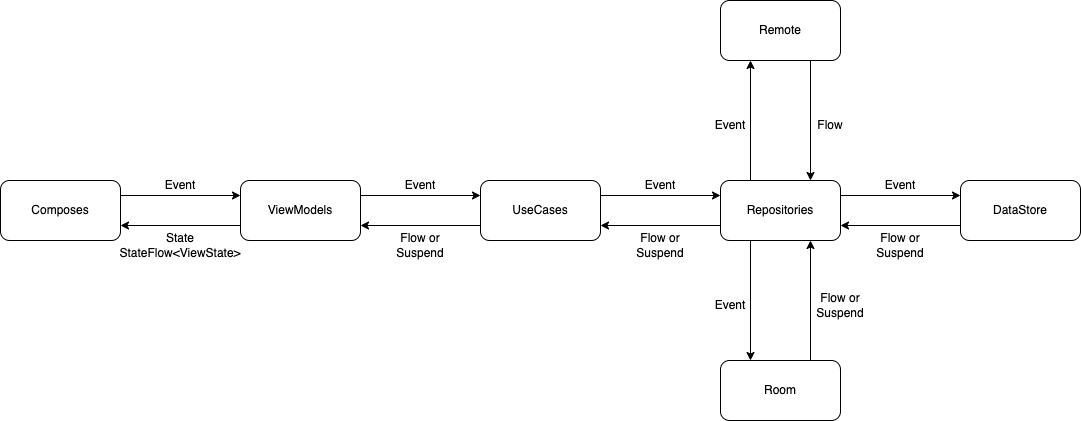 Remote
Event
Flow
Composes
Event
State
StateFlow<ViewState>
ViewModels
Event
Flow or
Suspend
UseCases
Event
Flow or
Suspend
Repositories
Event
Flow or
Suspend
DataStore
Event
Flow or
Suspend
Room